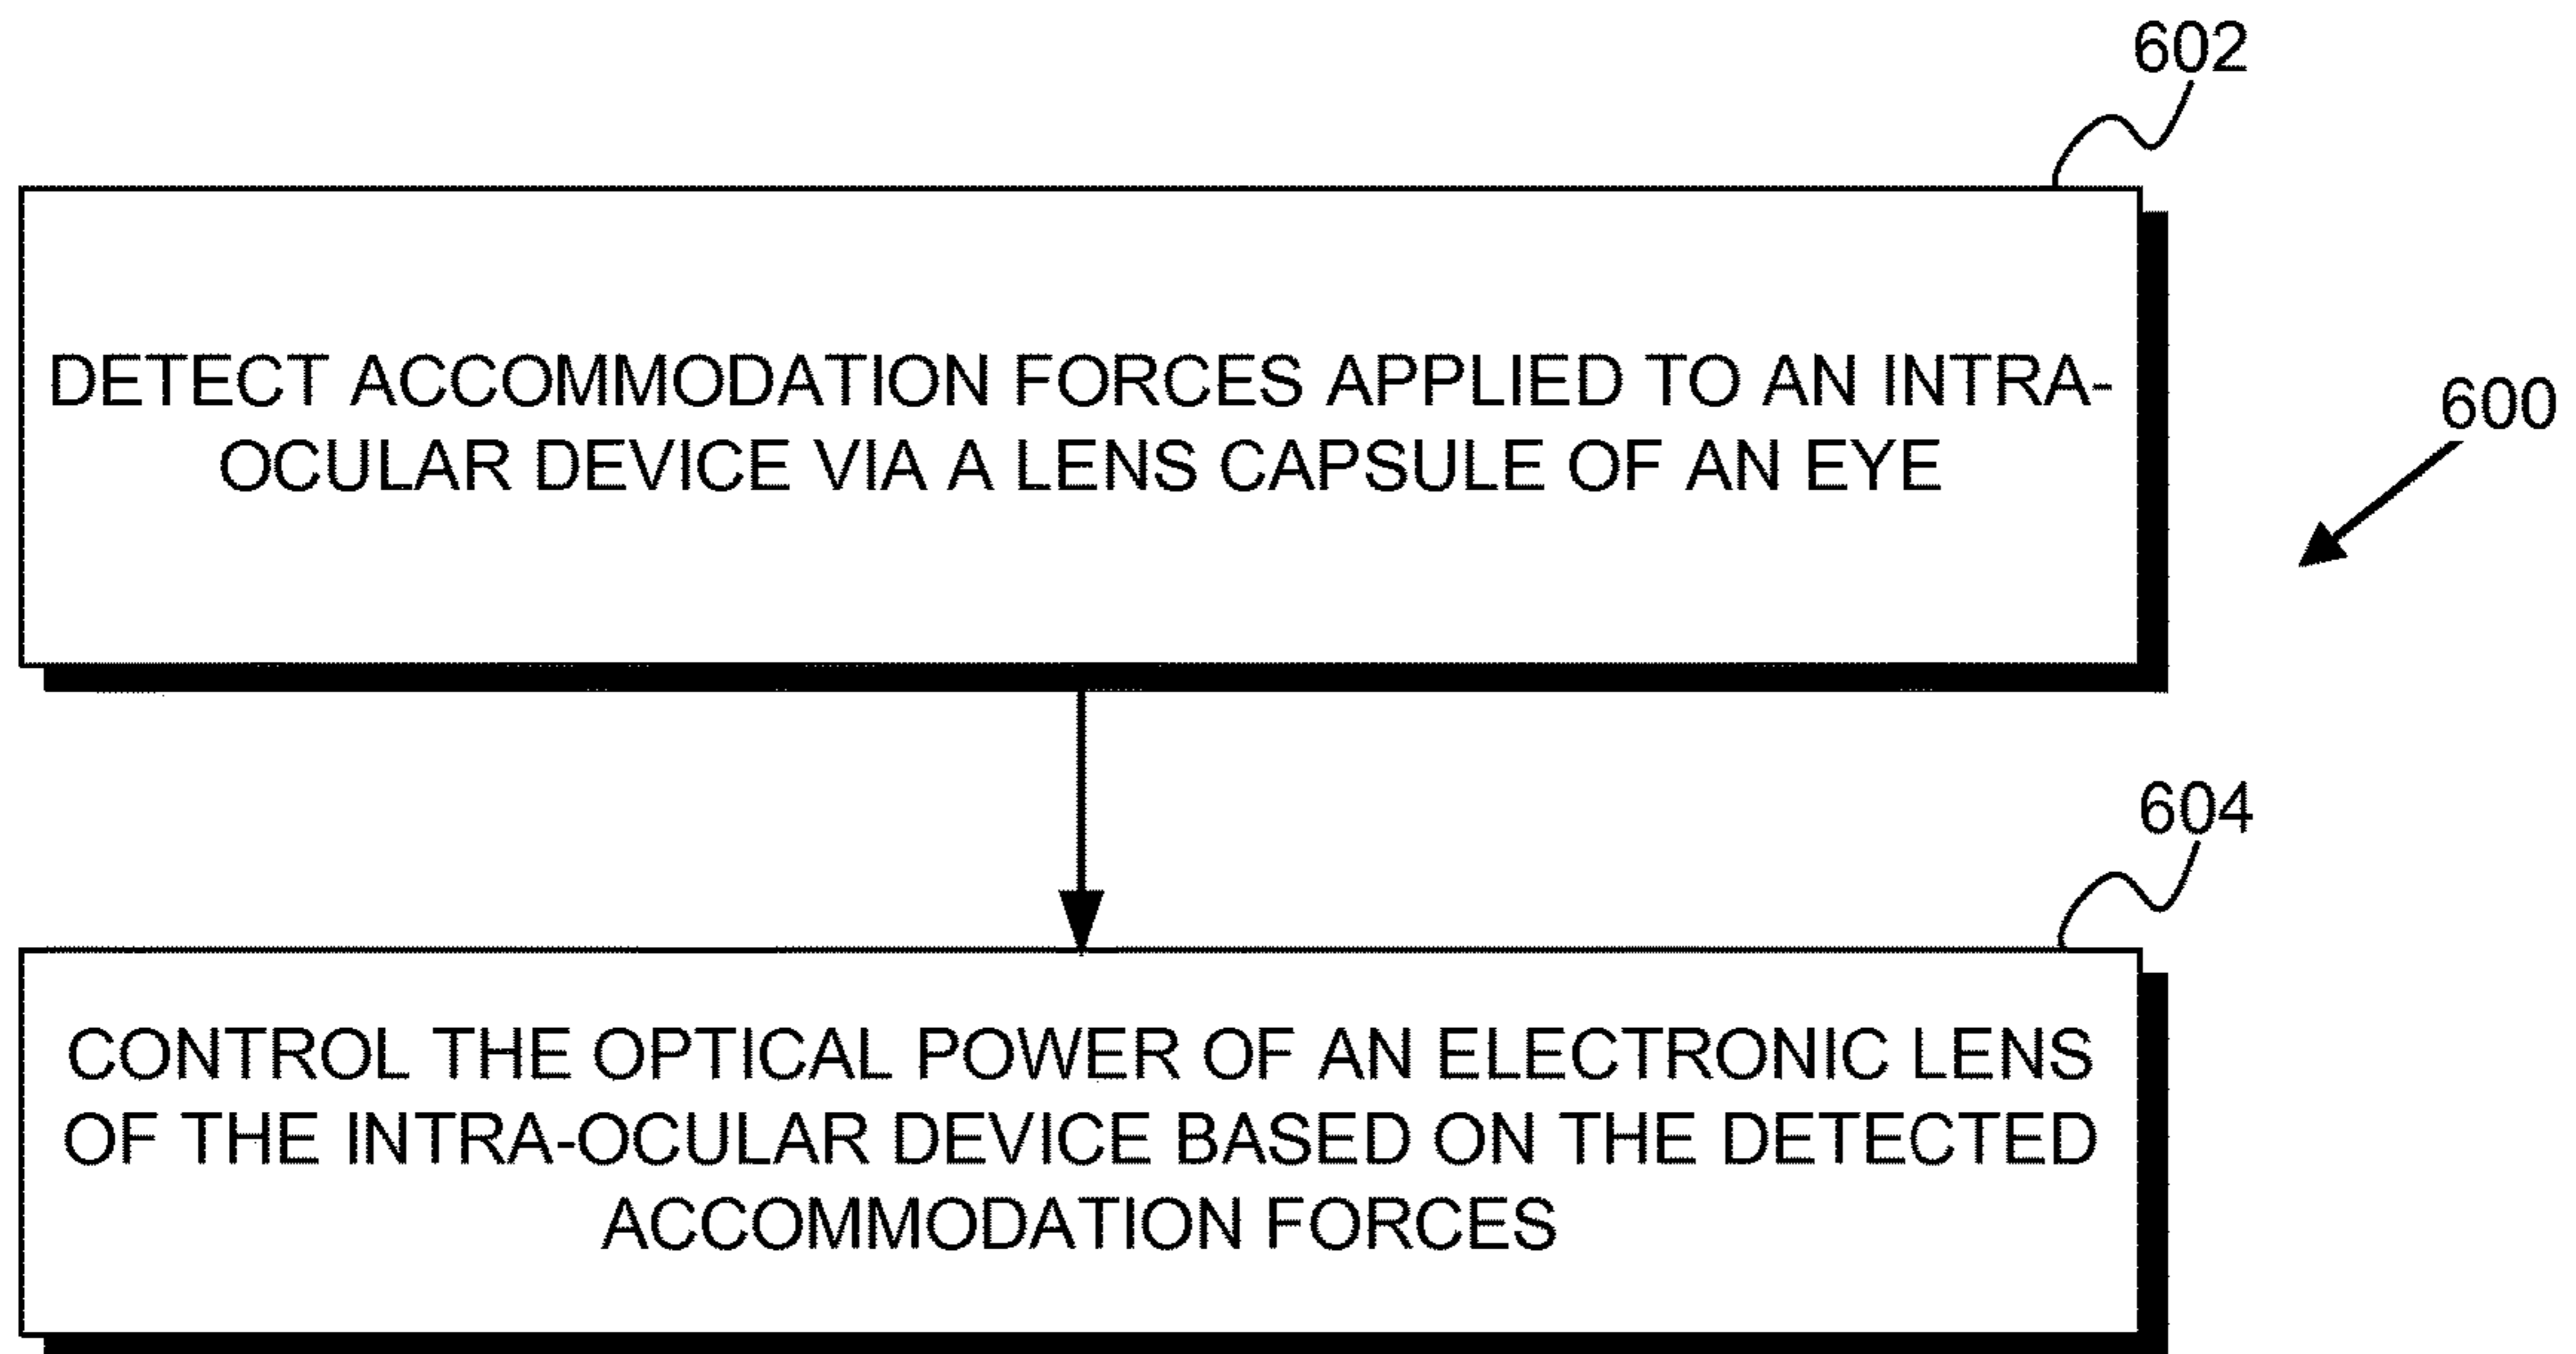 602
DETECT ACCOMMODATION FORCES APPLIED TO AN INTRA-
OCULAR DEVICE VIA A LENS CAPSULE OF AN EYE
600
604
CONTROL THE OPTICAL POWER OF AN ELECTRONIC LENS
OF THE INTRA-OCULAR DEVICE BASED ON THE DETECTED
ACCOMMODATION FORCES